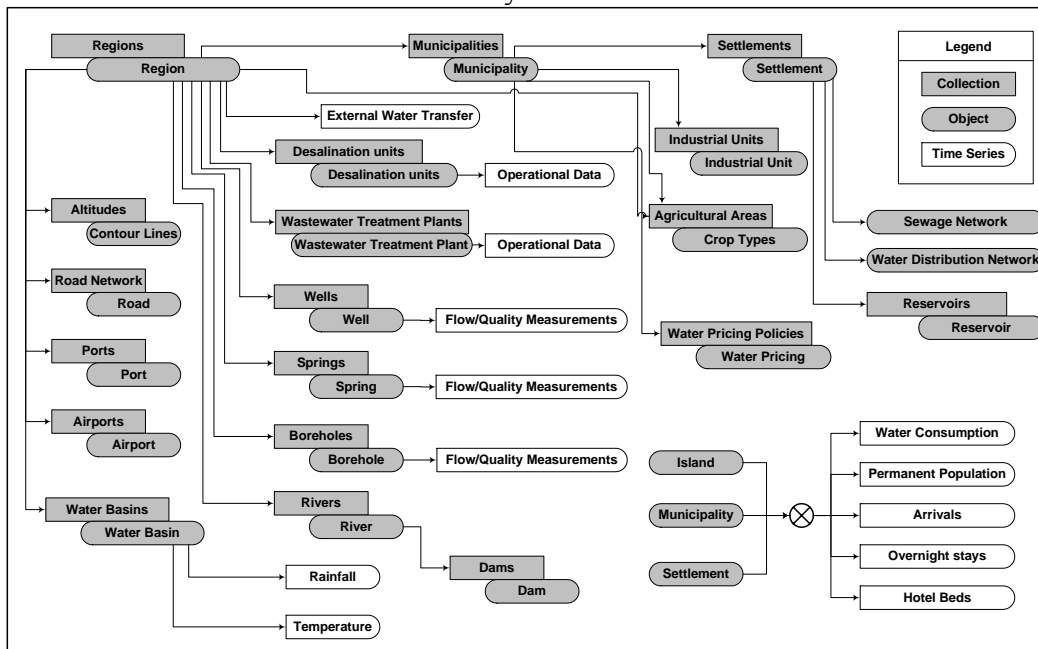 Regions
Region
Municipalities
Municipality
Settlements
Settlement
Legend
Collection
Object
Time Series
External Water Transfer
Desalination units
Desalination units
Operational Data
Industrial Units
Industrial Unit
Altitudes
Contour Lines
Wastewater Treatment Plants
Wastewater Treatment Plant
Operational Data
Agricultural Areas
Crop Types
Sewage Network
Water Distribution Network
Road Network
Road
Wells
Well
Flow/Quality Measurements
Reservoirs
Reservoir
Water Pricing Policies
Water Pricing
Ports
Port
Springs
Spring
Flow/Quality Measurements
Airports
Airport
Boreholes
Borehole
Flow/Quality Measurements
Water Basins
Water Basin
Rivers
River
Dams
Dam
Rainfall
Temperature
Island
Municipality
Settlement
Water Consumption
Permanent Population
Arrivals
Overnight stays
Hotel Beds